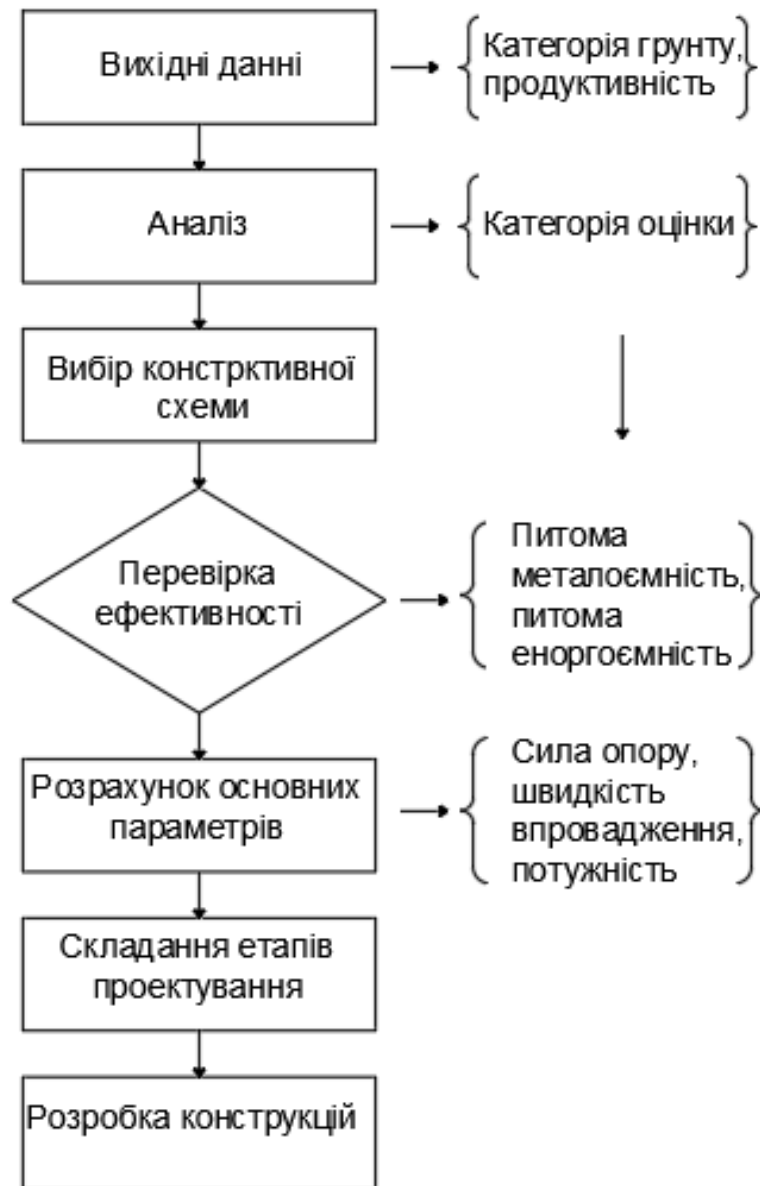 Вихідні данні
Категорія грунту,
продуктивність
Аналіз
Категорія оцінки
Вибір констрктивної
схеми
Перевірка
ефективності
Питома
металоємність,
питома
еноргоємність
Розрахунок основних
параметрів
Сила опору,
швидкість
впровадження,
потужність
Складання етапів
проектування
Розробка конструкцій